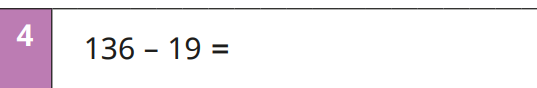 4
136 – 19 =